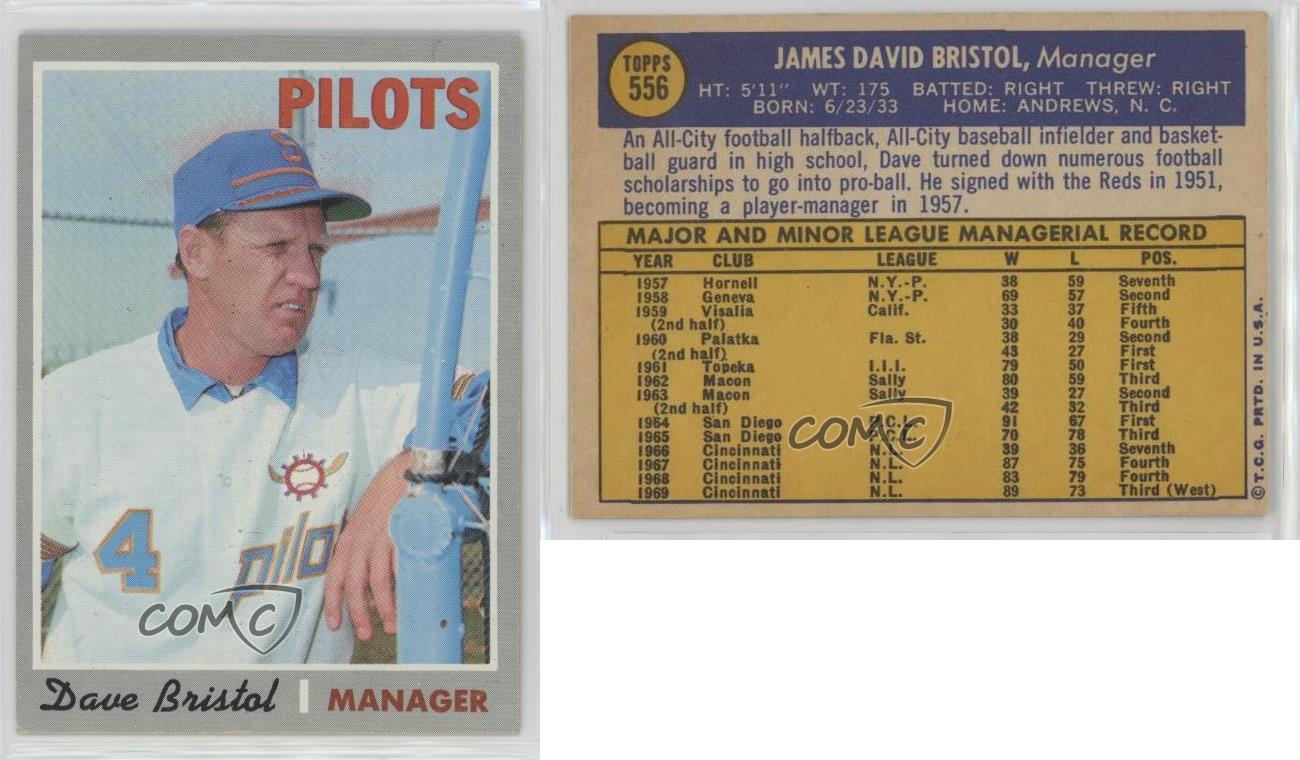 PILOTS
S
4
pilo
COMC
Dave Bristol | MANAGER
TOPPS
556
JAMES DAVID BRISTOL, Manager
HT: 5'11" WT: 175 BATTED: RIGHT THREW: RIGHT
BORN: 6/23/33 HOME: ANDREWS, N. C.
An All-City football halfback, All-City baseball infielder and basket-
ball guard in high school, Dave turned down numerous football
scholarships to go into pro-ball. He signed with the Reds in 1951,
becoming a player-manager in 1957.
MAJOR AND MINOR LEAGUE MANAGERIAL RECORD
YEAR CLUB LEAGUE W L POS.
1957 Hornell N.Y.-P. 38 59 Seventh
1958 Geneva N.Y.-P. 69 57 Second
1959 Visalia Calif. 33 37 Fifth
(2nd half) 30 40 Fourth
1960 Palatka Fla. St. 38 29 Second
(2nd half) 43 27 First
1961 Topeka I.I.I. 79 50 First
1962 Macon Sally 80 59 Third
1963 Macon Sally 39 27 Second
(2nd half) 42 32 Third
1964 San Diego P.C.L. 91 67 First
1965 San Diego P.C.L. 70 78 Third
1966 Cincinnati N.L. 39 36 Seventh
1967 Cincinnati N.L. 87 75 Fourth
1968 Cincinnati N.L. 83 79 Fourth
1969 Cincinnati N.L. 89 73 Third (West)
COMC
© T.C.G. PRTD. IN U.S.A.